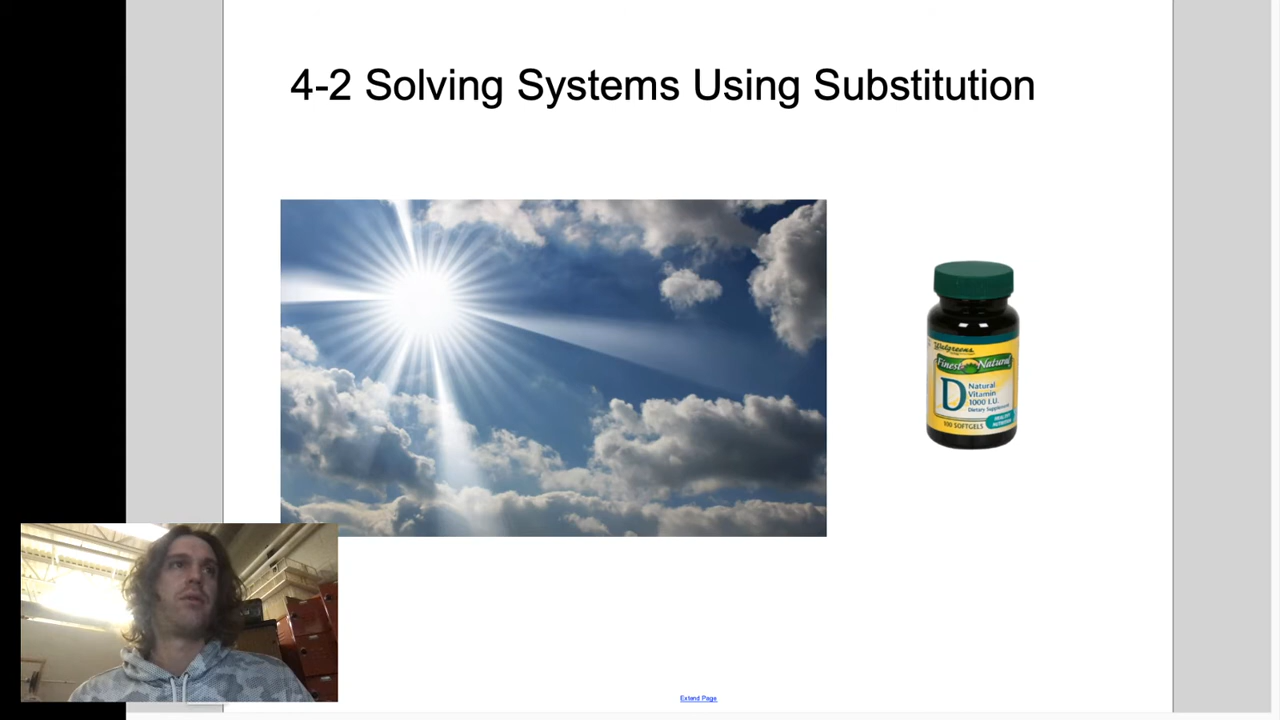 4-2 Solving Systems Using Substitution
Walgreens
Finest Natural
D
Natural
Vitamin
1000 I.U.
Dietary Supplement
100 SOFTGELS
Extend Page